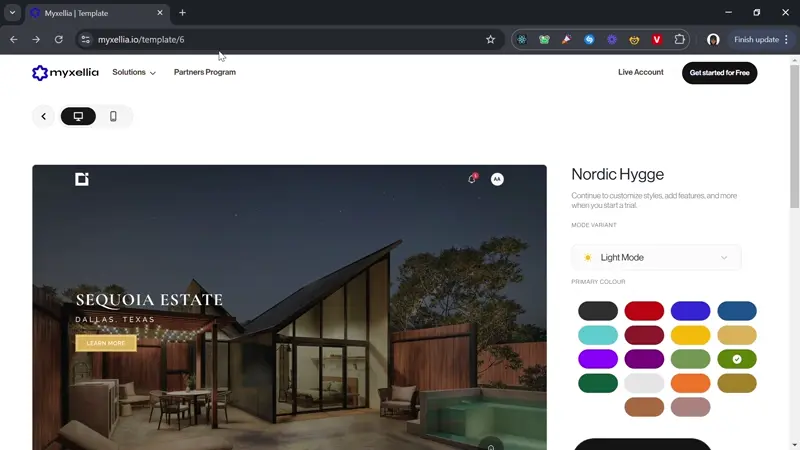 Myxellia | Template
myxellia.io/template/6
Finish update
myxellia
Solutions
Partners Program
Live Account
Get started for Free
1
AA
SEQUOIA ESTATE
DALLAS, TEXAS
LEARN MORE
Nordic Hygge
Continue to customize styles, add features, and more
when you start a trial.
MODE VARIANT
Light Mode
PRIMARY COLOUR